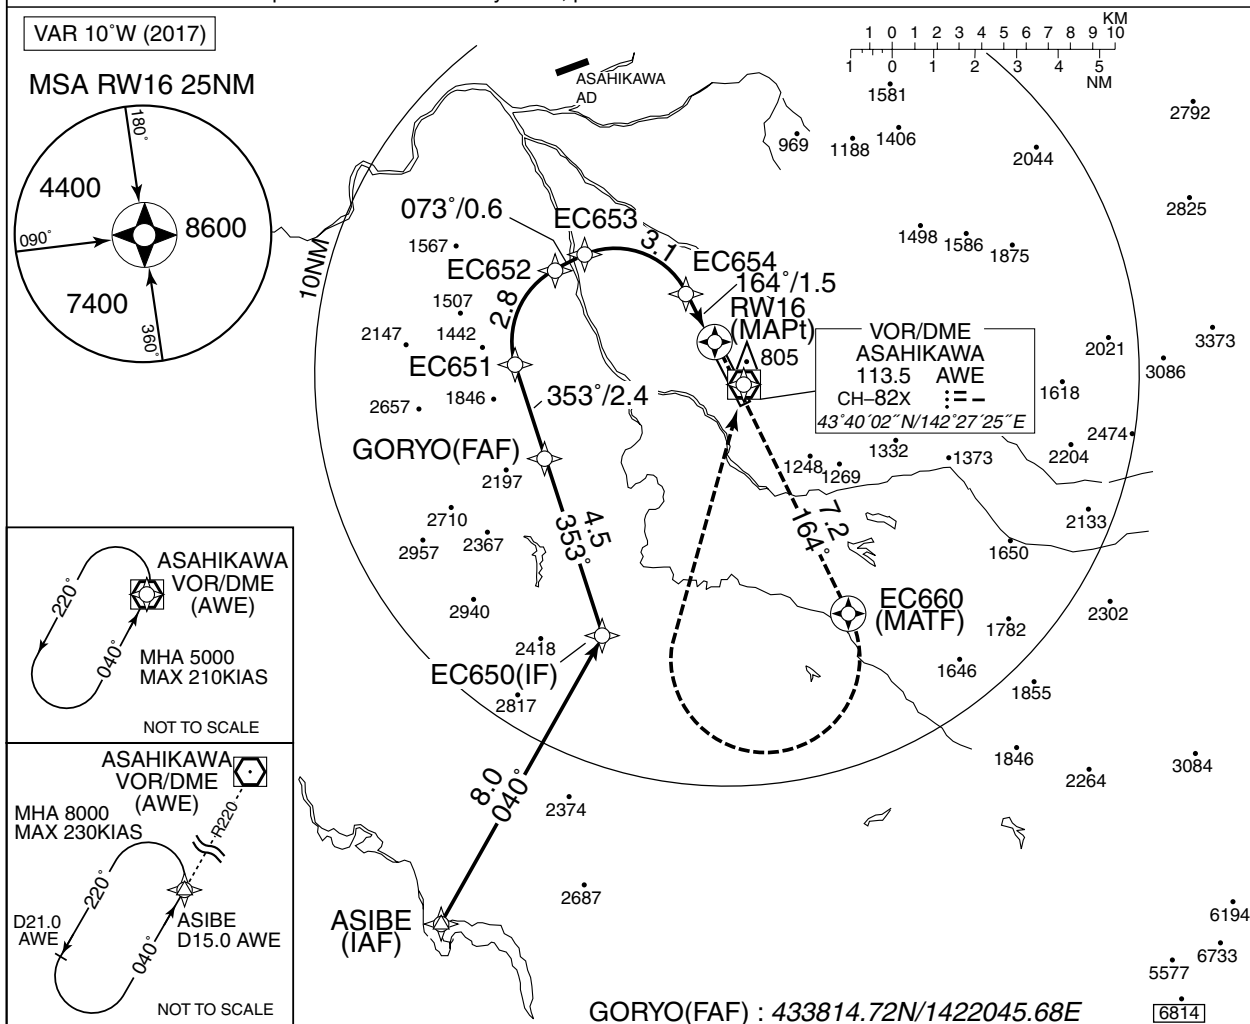 VAR 10˚W (2017)
MSA RW16 25NM
180˚
4400
8600
090˚
7400
360˚
10NM
ASAHIKAWA
AD
KM
1 0 1 2 3 4 5 6 7 8 9 10
1 0 1 2 3 4 5
NM
1581
2792
969
1188
1406
2044
2825
1498
1586
1875
073˚/0.6
EC653
1567
3.1
EC652
EC654
164˚/1.5
RW16
(MAPt)
805
1507
2.8
2147
1442
EC651
353˚/2.4
1846
2657
VOR/DME
ASAHIKAWA
113.5 AWE
CH–82X
43˚40´02˝N/142˚27´25˝E
2021
3373
3086
1618
2474
2204
GORYO(FAF)
2197
1248
1269
1332
1373
2710
2957
2367
4.5
353˚
7.2
164˚
2133
1650
2940
2418
EC650(IF)
2817
EC660
(MATF)
2302
1782
1646
1855
1846
2264
3084
8.0
040˚
2374
2687
ASIBE
(IAF)
6194
6733
5577
6814
ASAHIKAWA
VOR/DME
(AWE)
220˚
040˚
MHA 5000
MAX 210KIAS
NOT TO SCALE
ASAHIKAWA
VOR/DME
(AWE)
MHA 8000
MAX 230KIAS
R220
220˚
D21.0
AWE
040˚
ASIBE
D15.0 AWE
NOT TO SCALE
GORYO(FAF) : 433814.72N/1422045.68E